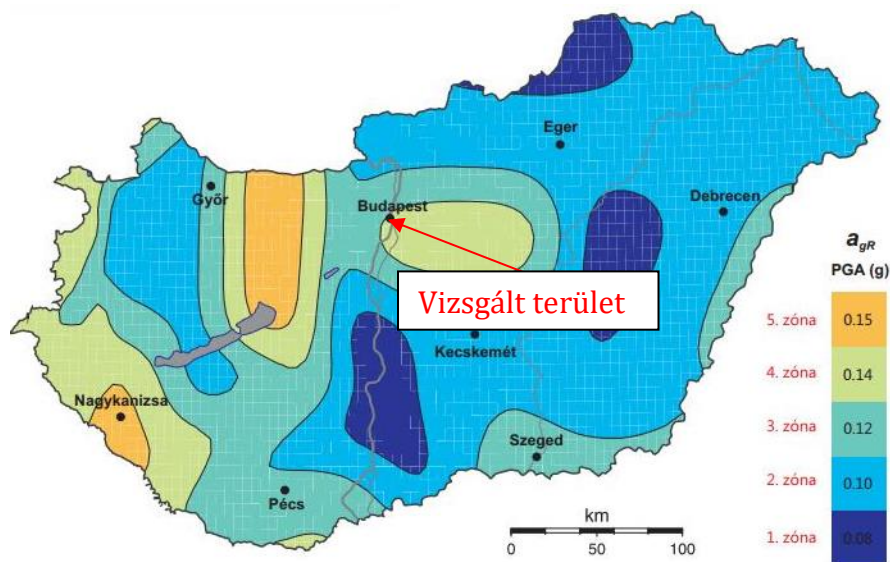 Eger
Győr
Debrecen
Budapest
Vizsgált terület
Kecskemét
Nagykanizsa
Szeged
Pécs
km
0 50 100
a_gR
PGA (g)
5. zóna 0.15
4. zóna 0.14
3. zóna 0.12
2. zóna 0.10
1. zóna 0.08